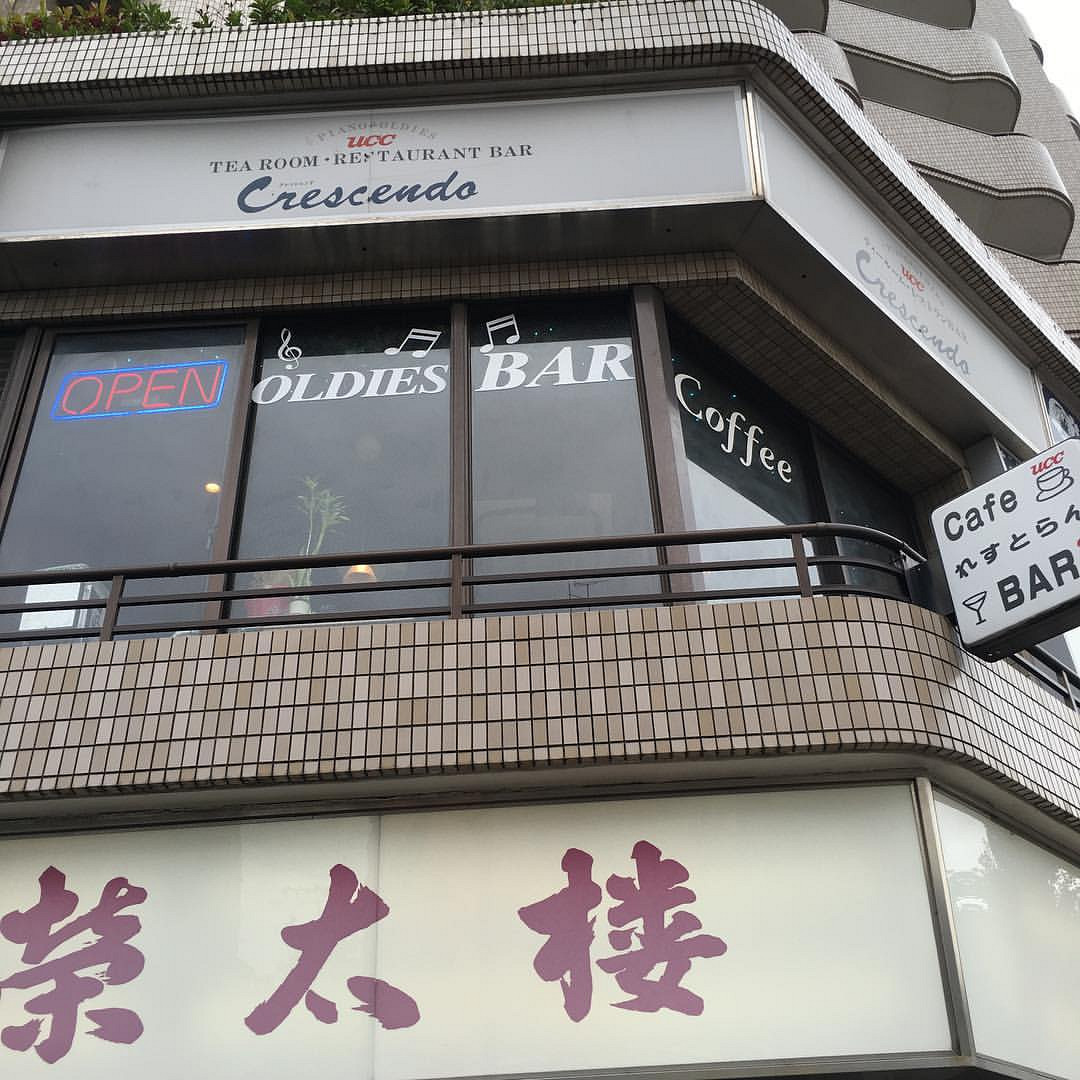 PIANO&OLDIES
ucc
TEA ROOM・RESTAURANT BAR
Crescendo
ucc
Crescendo
OPEN
OLDIES BAR
Coffee
ucc
Cafe
れすとらん
BAR
榮太楼